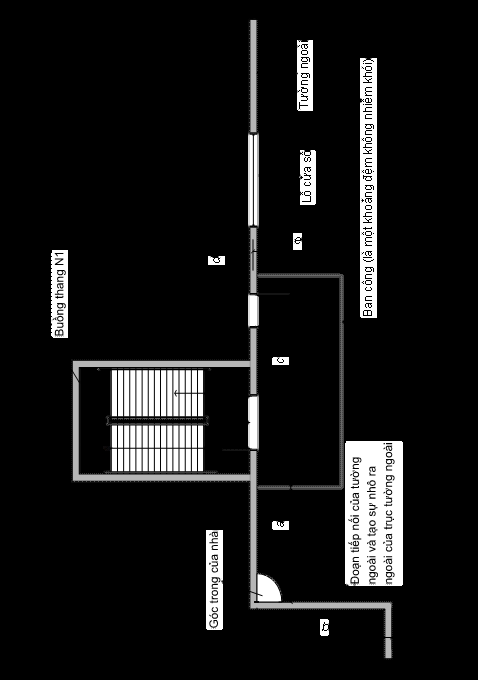 Buồng thang N1
Góc trong của nhà
d
a
c
e
Lỗ cửa sổ
Tường ngoài
b
Đoạn tiếp nối của tường
ngoài và tạo sự nhô ra
ngoài của trục tường ngoài
Ban công (là một khoảng đệm không nhiễm khói)